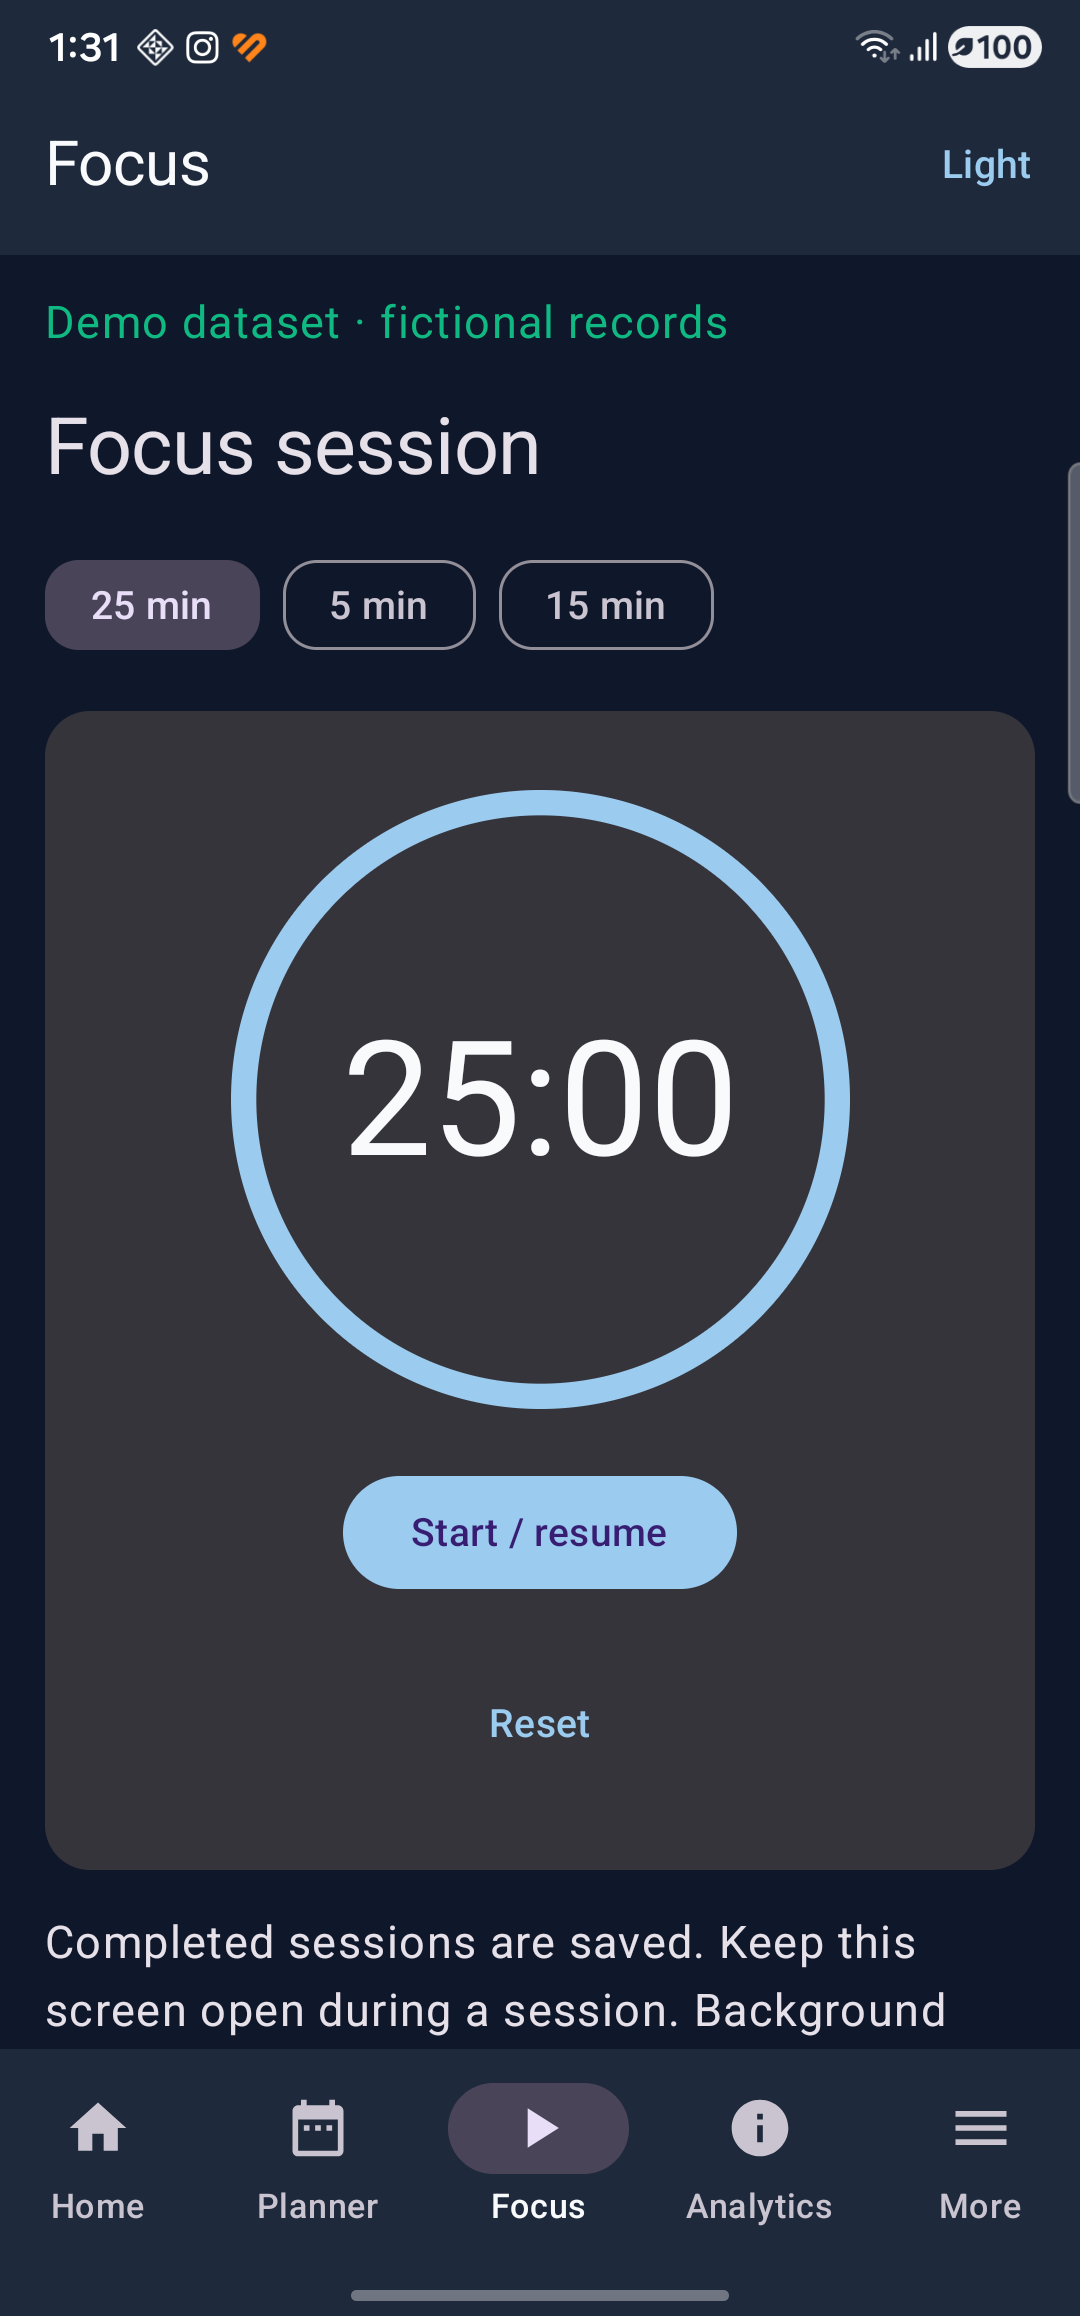 1:31
100
Focus
Light
Demo dataset · fictional records
Focus session
25 min
5 min
15 min
25:00
Start / resume
Reset
Completed sessions are saved. Keep this
screen open during a session. Background
Home
Planner
Focus
Analytics
More